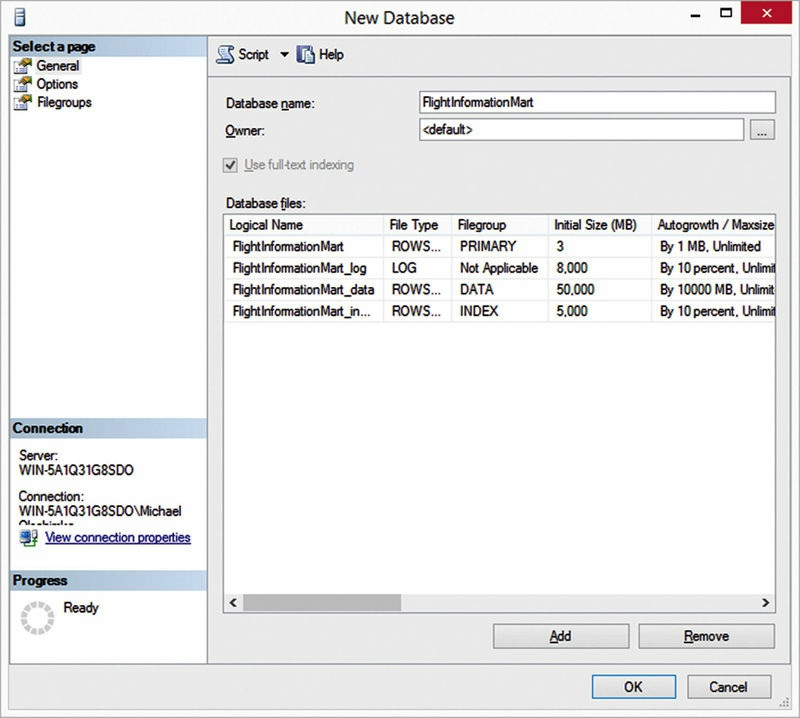 New Database
Select a page
General
Options
Filegroups
Script
Help
Database name:
FlightInformationMart
Owner:
<default>
...
Use full-text indexing
Database files:
Logical Name File Type Filegroup Initial Size (MB) Autogrowth / Maxsize
FlightInformationMart ROWS... PRIMARY 3 By 1 MB, Unlimited
FlightInformationMart_log LOG Not Applicable 8,000 By 10 percent, Unlimit
FlightInformationMart_data ROWS... DATA 50,000 By 10000 MB, Unlimit
FlightInformationMart_in... ROWS... INDEX 5,000 By 10 percent, Unlimit
Connection
Server:
WIN-5A1Q31G8SDO
Connection:
WIN-5A1Q31G8SDO\Michael
View connection properties
Progress
Ready
Add
Remove
OK
Cancel